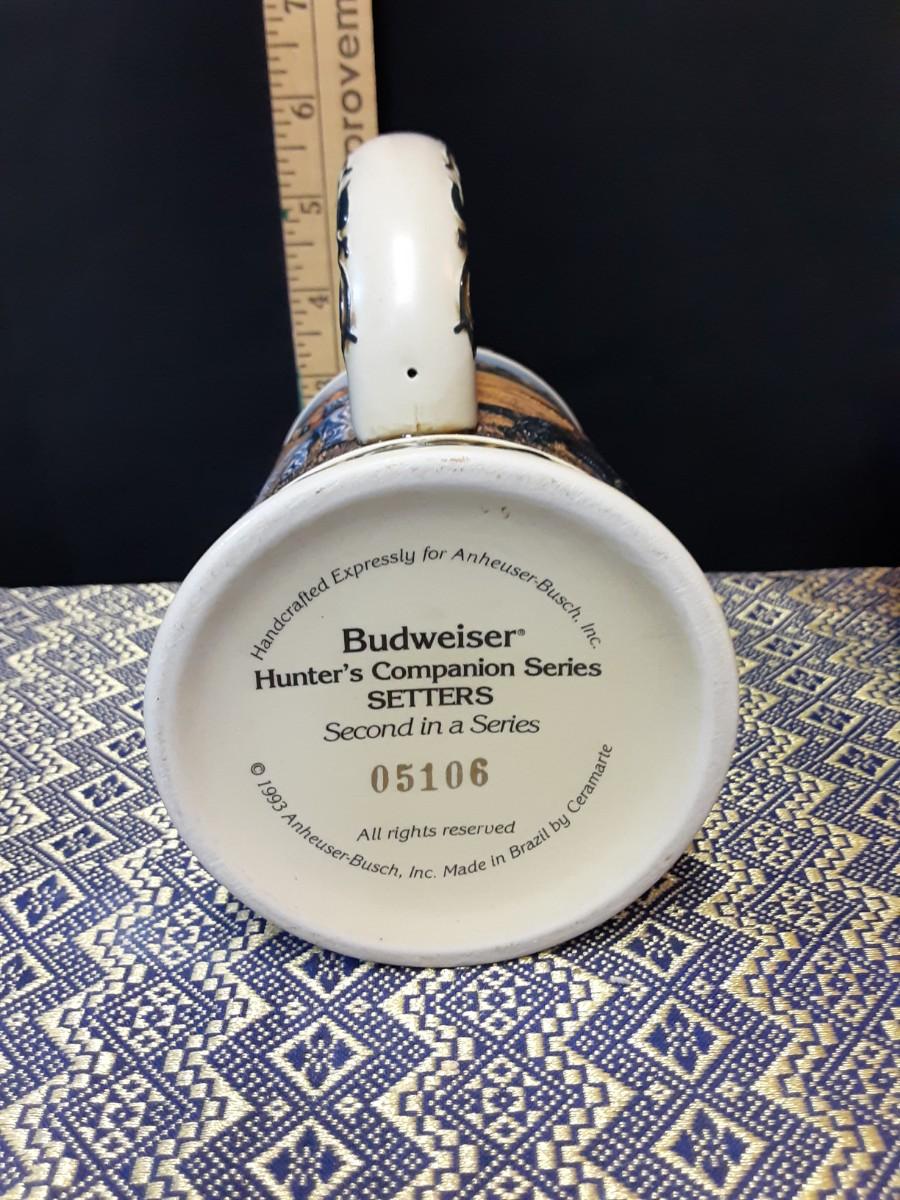 7
6
5
4
provem
Handcrafted Expressly for Anheuser-Busch, Inc.
Budweiser®
Hunter's Companion Series
SETTERS
Second in a Series
05106
All rights reserved
© 1993 Anheuser-Busch, Inc. Made in Brazil by Ceramarte